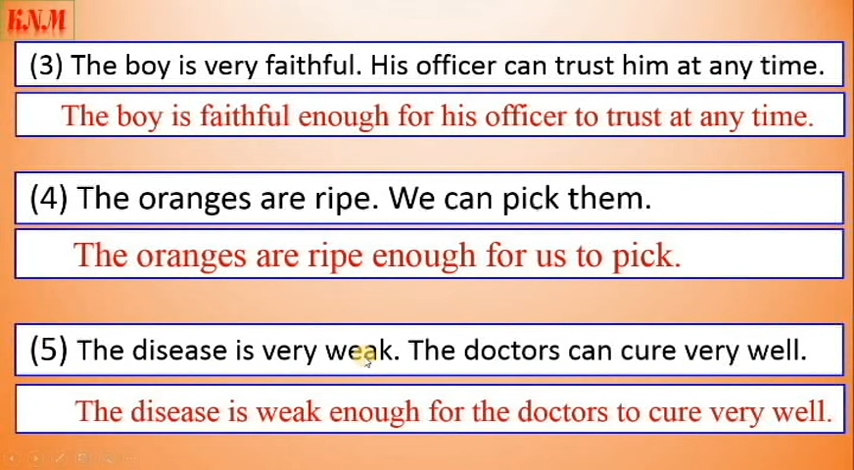 KNM
(3) The boy is very faithful. His officer can trust him at any time.
The boy is faithful enough for his officer to trust at any time.
(4) The oranges are ripe. We can pick them.
The oranges are ripe enough for us to pick.
(5) The disease is very weak. The doctors can cure very well.
The disease is weak enough for the doctors to cure very well.